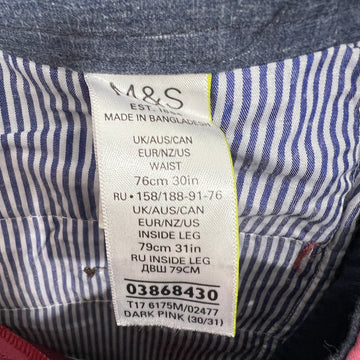 M&S
EST. 1884
MADE IN BANGLADESH
UK/AUS/CAN
EUR/NZ/US
WAIST
76cm 30in
RU • 158/188-91-76
UK/AUS/CAN
EUR/NZ/US
INSIDE LEG
79cm 31in
RU INSIDE LEG
ДВШ 79CM
03868430
T17 6175M/02477
DARK PINK (30/31)